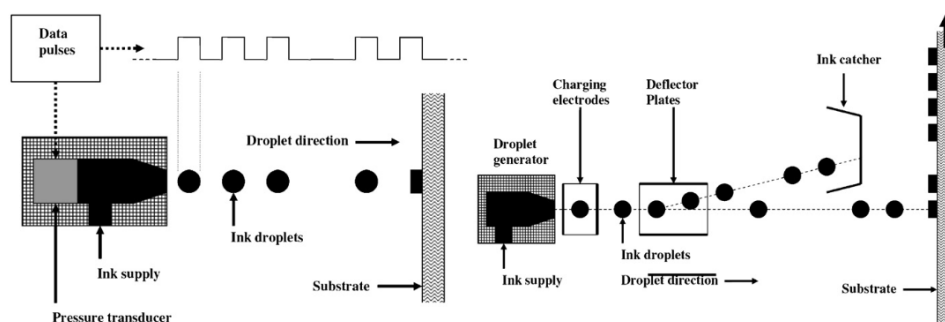 Data
pulses
Droplet direction
Ink droplets
Ink supply
Substrate
Pressure transducer
Ink catcher
Charging
electrodes
Deflector
Plates
Droplet
generator
Ink droplets
Ink supply
Droplet direction
Substrate